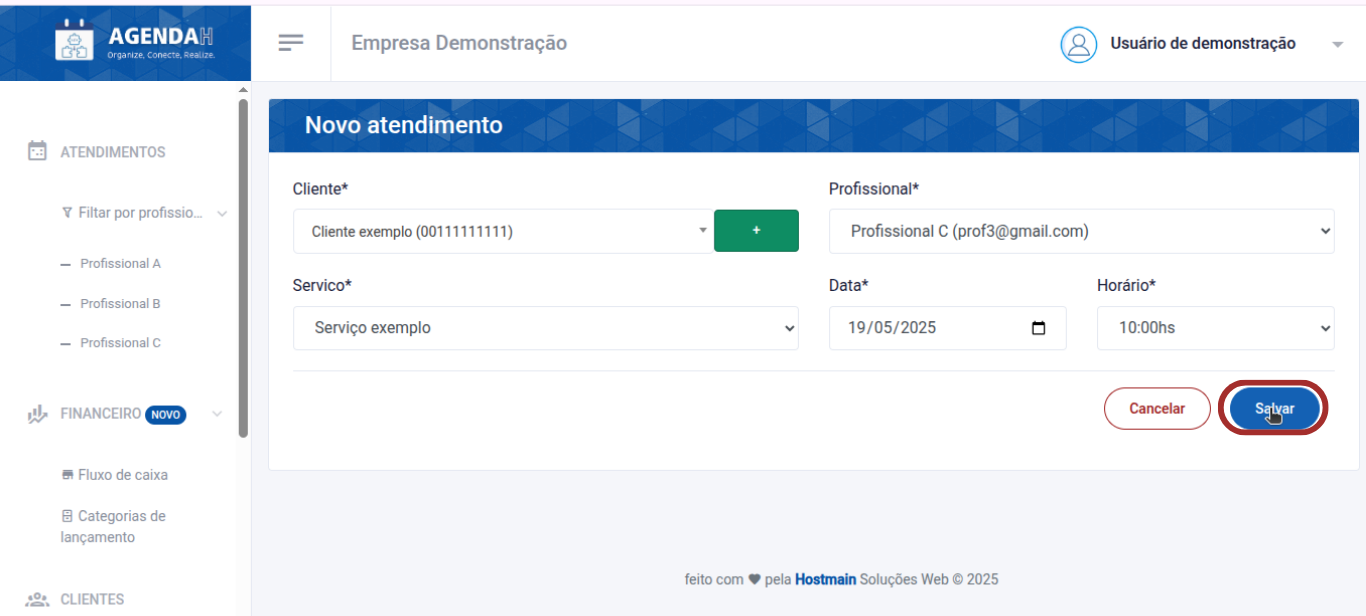 AGENDAH
Organize, Conecte, Realize.
Empresa Demonstração
Usuário de demonstração
ATENDIMENTOS
Filtar por profissio...
Profissional A
Profissional B
Profissional C
FINANCEIRO NOVO
Fluxo de caixa
Categorias de
lançamento
CLIENTES
Novo atendimento
Cliente*
Profissional*
Cliente exemplo (00111111111)
+
Profissional C (prof3@gmail.com)
Servico*
Data*
Horário*
Serviço exemplo
19/05/2025
10:00hs
Cancelar
Salvar
feito com ♥ pela Hostmain Soluções Web © 2025